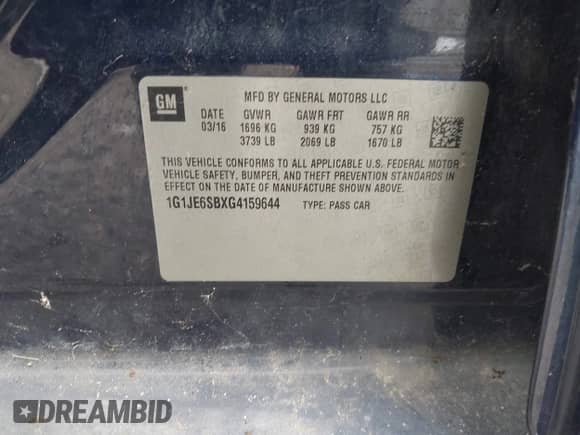 GM
MFD BY GENERAL MOTORS LLC
DATE GVWR GAWR FRT GAWR RR
03/16 1696 KG 939 KG 757 KG
3739 LB 2069 LB 1670 LB
THIS VEHICLE CONFORMS TO ALL APPLICABLE U.S. FEDERAL MOTOR
VEHICLE SAFETY, BUMPER, AND THEFT PREVENTION STANDARDS IN
EFFECT ON THE DATE OF MANUFACTURE SHOWN ABOVE.
1G1JE6SBXG4159644 TYPE: PASS CAR
DREAMBID